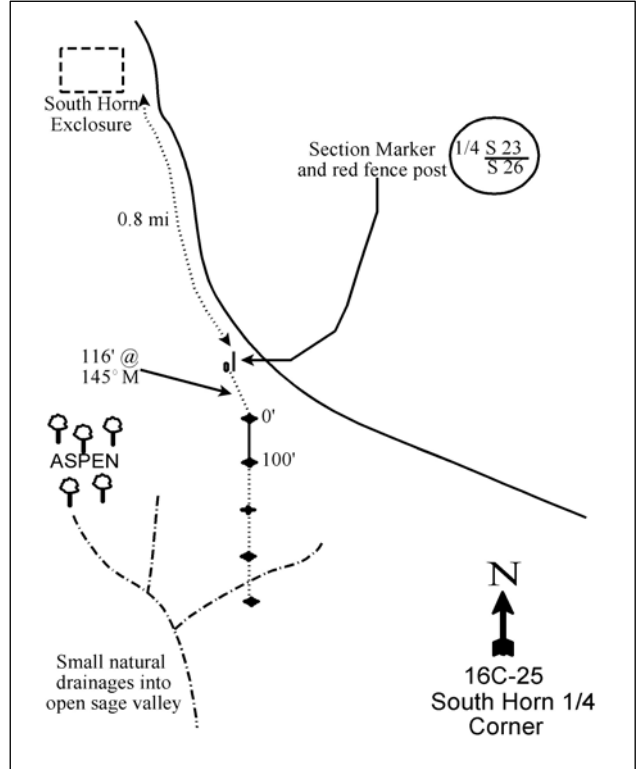 South Horn
Exclosure
Section Marker
and red fence post
1/4 S 23
S 26
0.8 mi
116' @
145° M
0'
100'
ASPEN
Small natural
drainages into
open sage valley
N
16C-25
South Horn 1/4
Corner